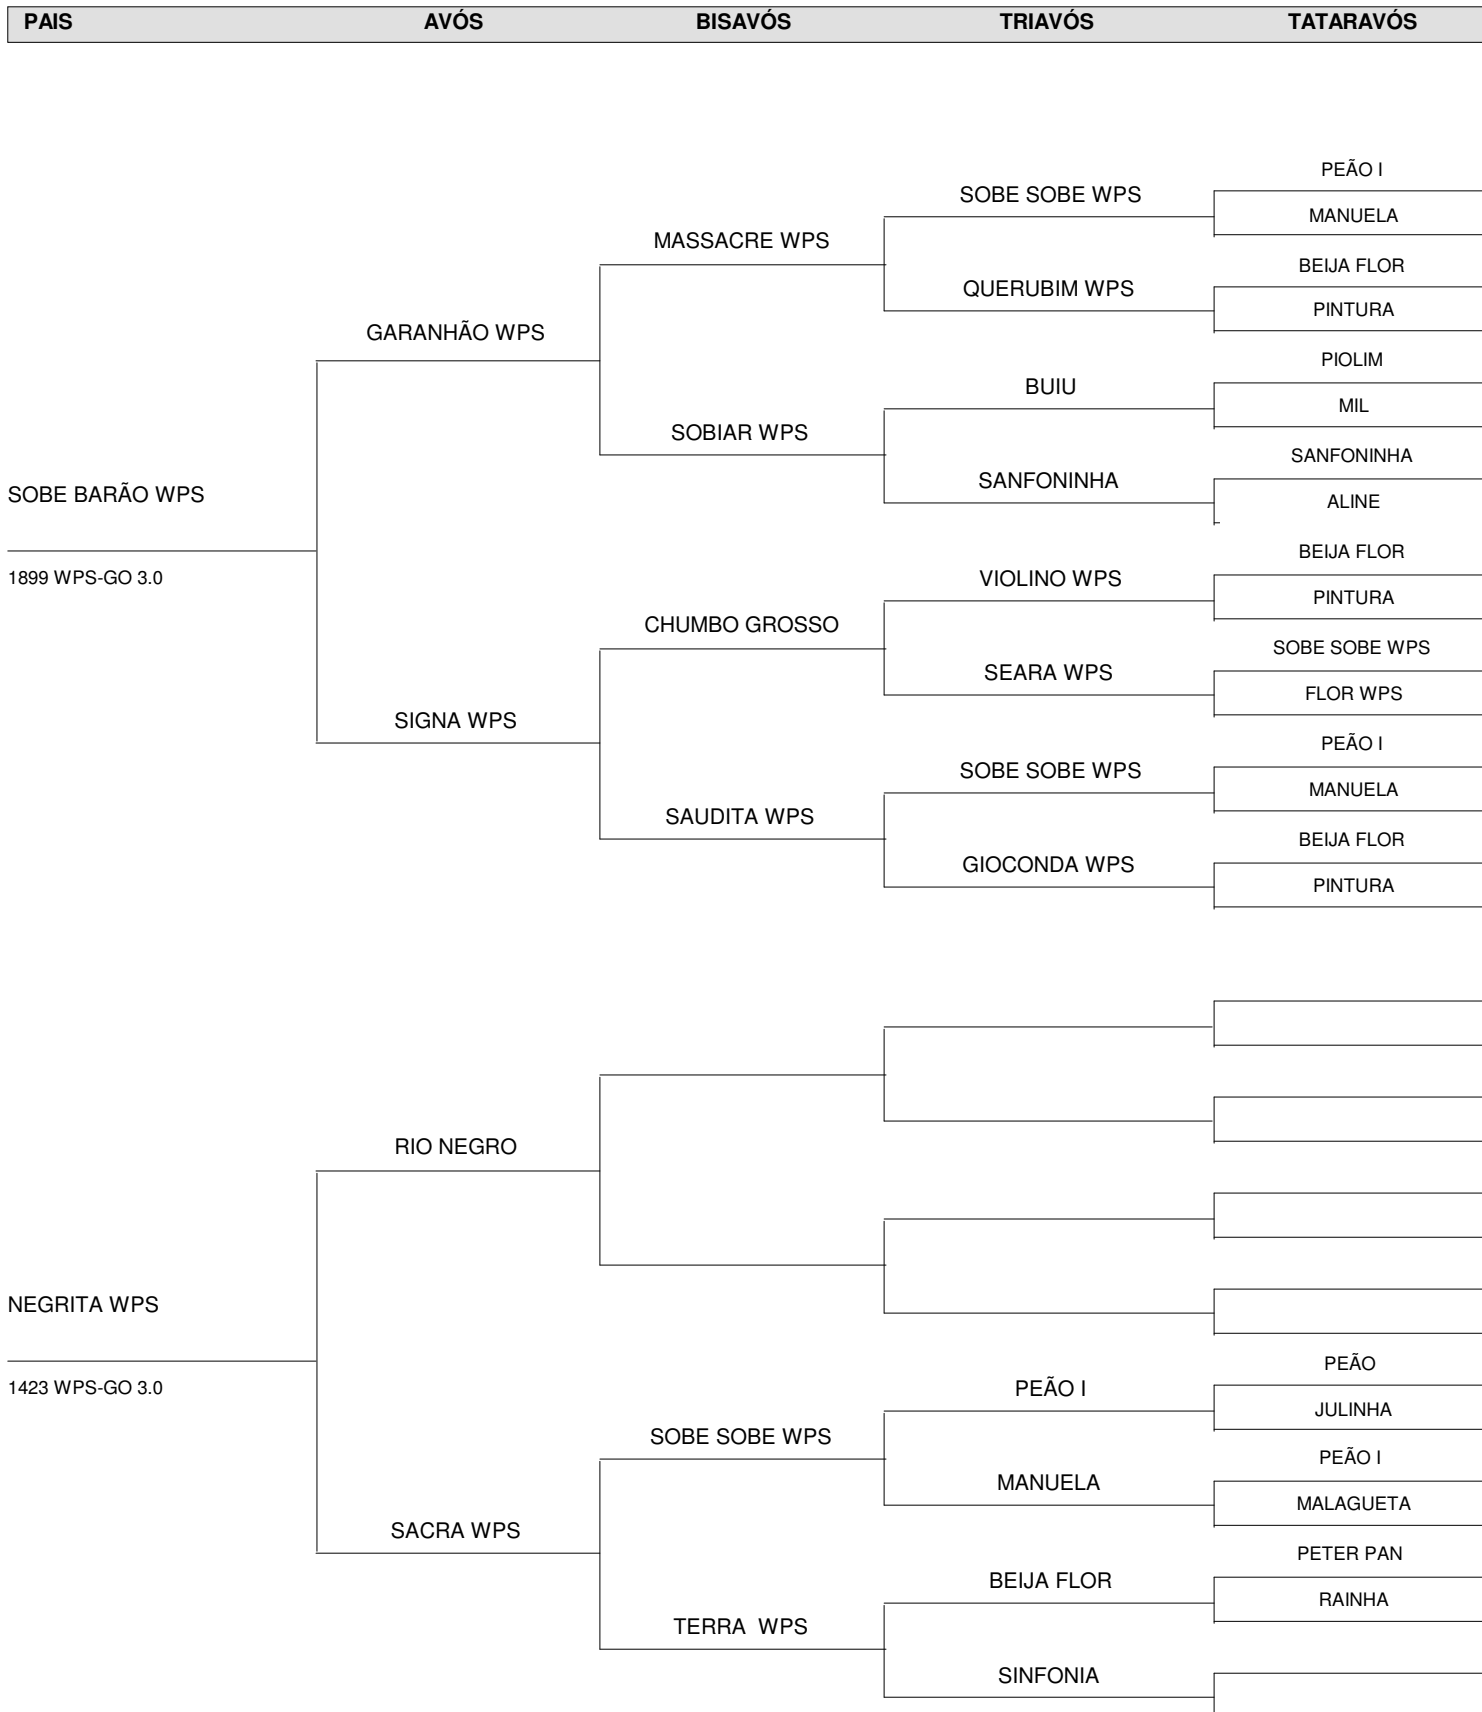 PAIS AVÓS BISAVÓS TRIAVÓS TATARAVÓS
PEÃO I
SOBE SOBE WPS
MANUELA
MASSACRE WPS
BEIJA FLOR
QUERUBIM WPS
PINTURA
GARANHÃO WPS
PIOLIM
BUIU
MIL
SOBIAR WPS
SANFONINHA
SANFONINHA
ALINE
SOBE BARÃO WPS
BEIJA FLOR
1899 WPS-GO 3.0
VIOLINO WPS
PINTURA
CHUMBO GROSSO
SOBE SOBE WPS
SEARA WPS
FLOR WPS
SIGNA WPS
PEÃO I
SOBE SOBE WPS
MANUELA
SAUDITA WPS
BEIJA FLOR
GIOCONDA WPS
PINTURA
RIO NEGRO
NEGRITA WPS
PEÃO
1423 WPS-GO 3.0
PEÃO I
JULINHA
SOBE SOBE WPS
PEÃO I
MANUELA
MALAGUETA
SACRA WPS
PETER PAN
BEIJA FLOR
RAINHA
TERRA WPS
SINFONIA